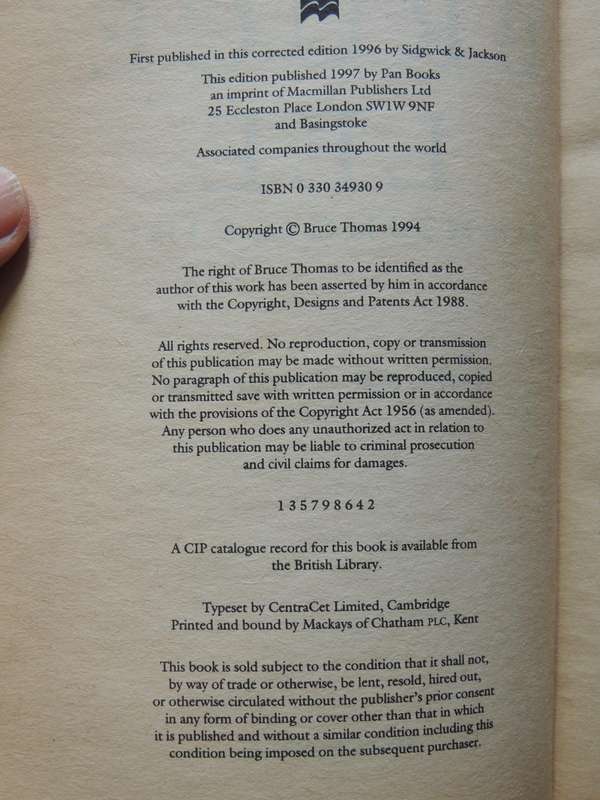 First published in this corrected edition 1996 by Sidgwick & Jackson
This edition published 1997 by Pan Books
an imprint of Macmillan Publishers Ltd
25 Eccleston Place London SW1W 9NF
and Basingstoke
Associated companies throughout the world
ISBN 0 330 34930 9
Copyright © Bruce Thomas 1994
The right of Bruce Thomas to be identified as the
author of this work has been asserted by him in accordance
with the Copyright, Designs and Patents Act 1988.
All rights reserved. No reproduction, copy or transmission
of this publication may be made without written permission.
No paragraph of this publication may be reproduced, copied
or transmitted save with written permission or in accordance
with the provisions of the Copyright Act 1956 (as amended).
Any person who does any unauthorized act in relation to
this publication may be liable to criminal prosecution
and civil claims for damages.
1 3 5 7 9 8 6 4 2
A CIP catalogue record for this book is available from
the British Library.
Typeset by CentraCet Limited, Cambridge
Printed and bound by Mackays of Chatham PLC, Kent
This book is sold subject to the condition that it shall not,
by way of trade or otherwise, be lent, resold, hired out,
or otherwise circulated without the publisher's prior consent
in any form of binding or cover other than that in which
it is published and without a similar condition including this
condition being imposed on the subsequent purchaser.